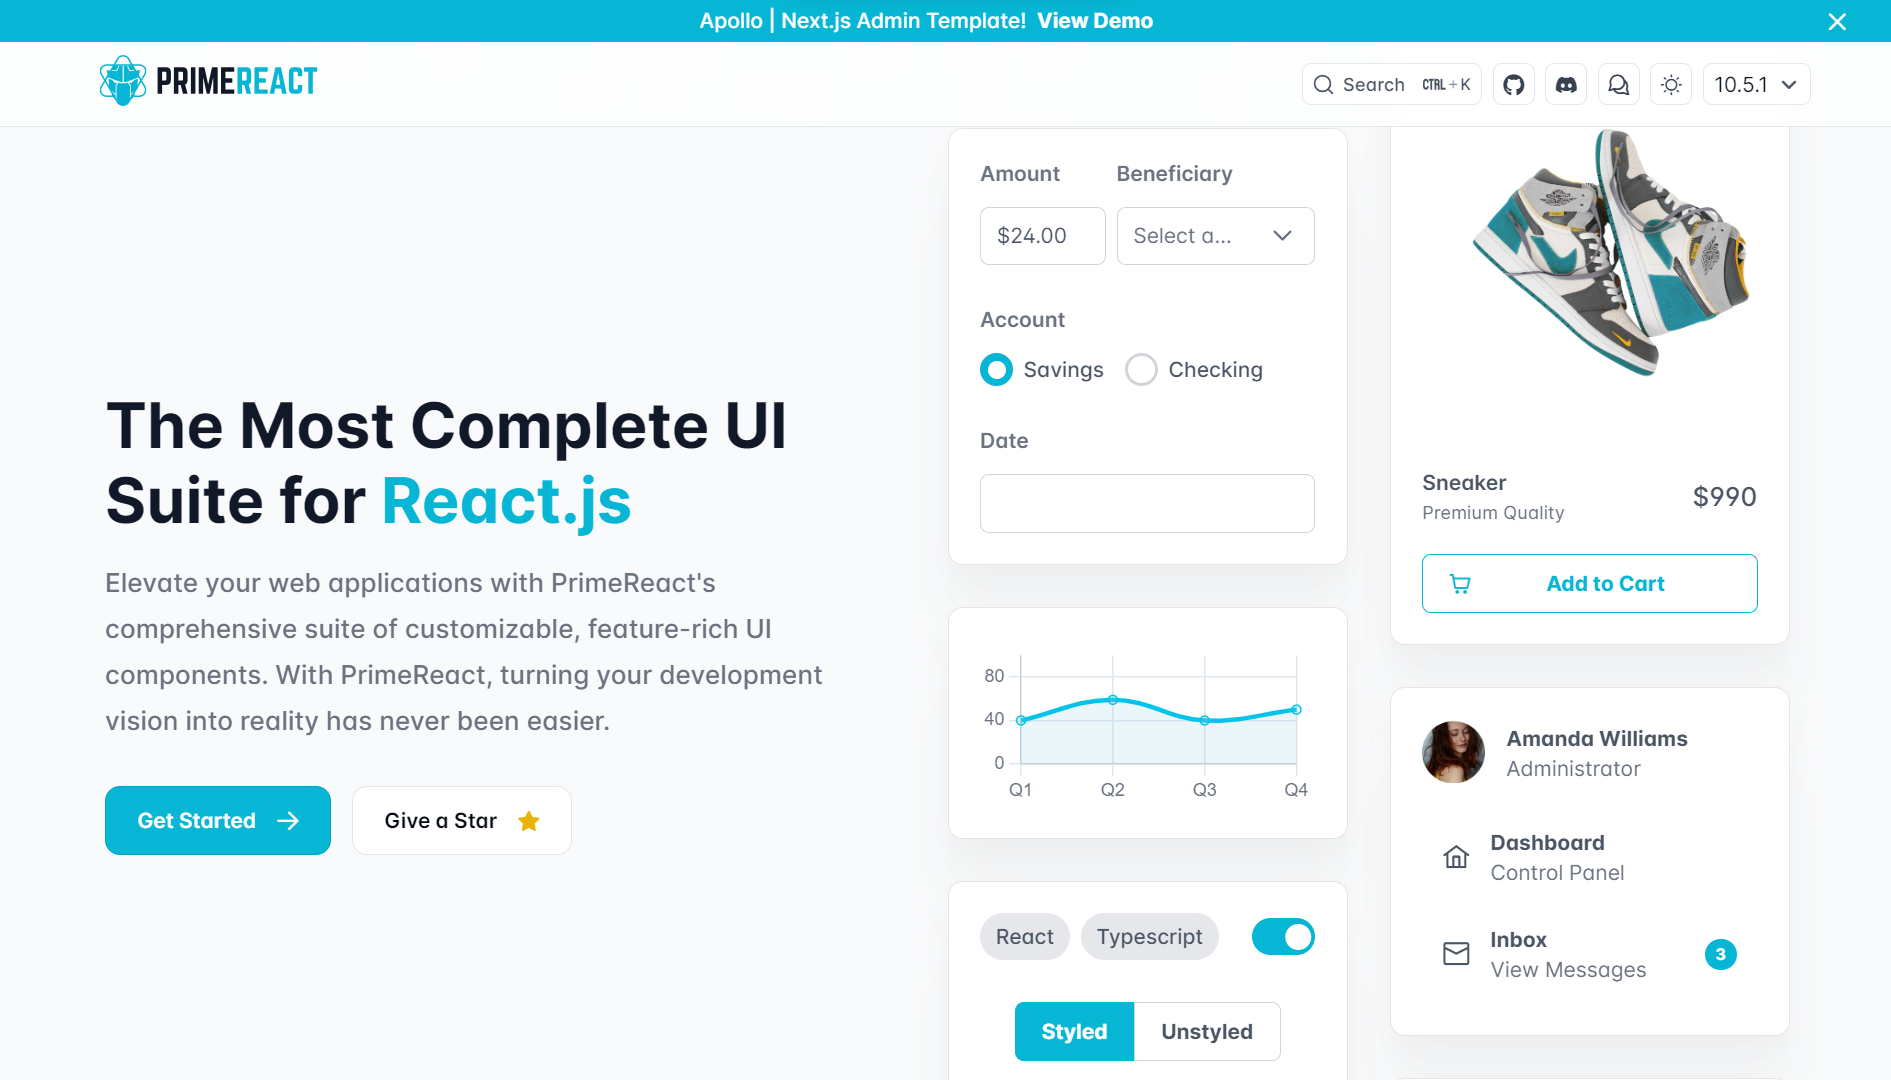 Apollo | Next.js Admin Template! View Demo
PRIMEREACT
Search CTRL+K
10.5.1
The Most Complete UI
Suite for React.js
Elevate your web applications with PrimeReact's
comprehensive suite of customizable, feature-rich UI
components. With PrimeReact, turning your development
vision into reality has never been easier.
Get Started
Give a Star
Amount Beneficiary
$24.00 Select a...
Account
Savings Checking
Date
80
40
0
Q1 Q2 Q3 Q4
React Typescript
Styled Unstyled
Sneaker
Premium Quality
$990
Add to Cart
Amanda Williams
Administrator
Dashboard
Control Panel
Inbox
View Messages
3